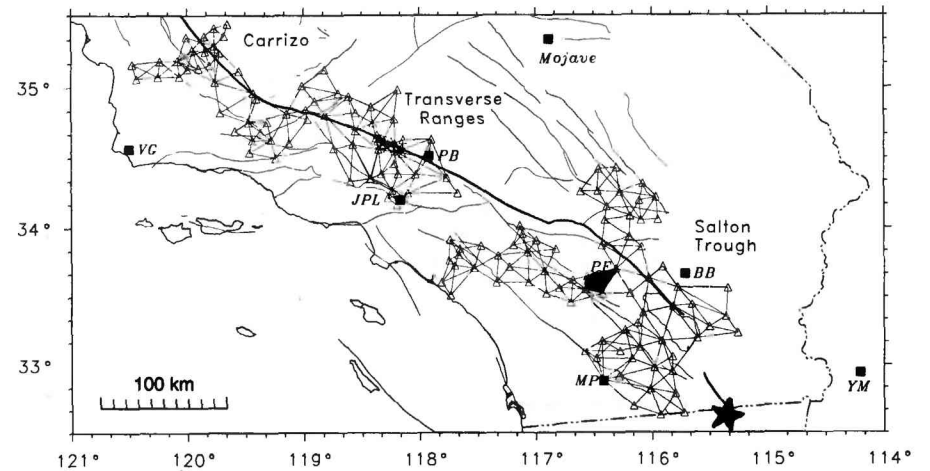 Carrizo
Mojave
35°
Transverse
Ranges
VG
PB
JPL
34°
Salton
Trough
PF
BB
33°
100 km
MP
YM
121°
120°
119°
118°
117°
116°
115°
114°